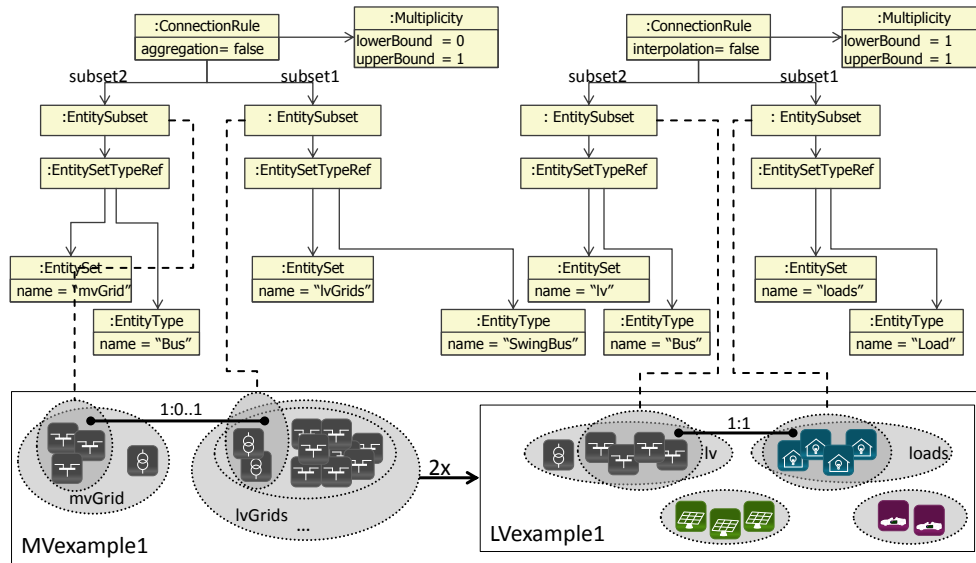 :ConnectionRule
aggregation= false
:Multiplicity
lowerBound = 0
upperBound = 1
:ConnectionRule
interpolation= false
:Multiplicity
lowerBound = 1
upperBound = 1
subset2
subset1
subset2
subset1
:EntitySubset
: EntitySubset
: EntitySubset
: EntitySubset
:EntitySetTypeRef
:EntitySetTypeRef
:EntitySetTypeRef
:EntitySetTypeRef
:EntitySet
name = “mvGrid”
:EntitySet
name = “lvGrids”
:EntitySet
name = “lv”
:EntitySet
name = “loads”
:EntityType
name = “Bus”
:EntityType
name = “SwingBus”
:EntityType
name = “Bus”
:EntityType
name = “Load”
1:0..1
1:1
mvGrid
lvGrids
...
2x
lv
loads
MVexample1
LVexample1